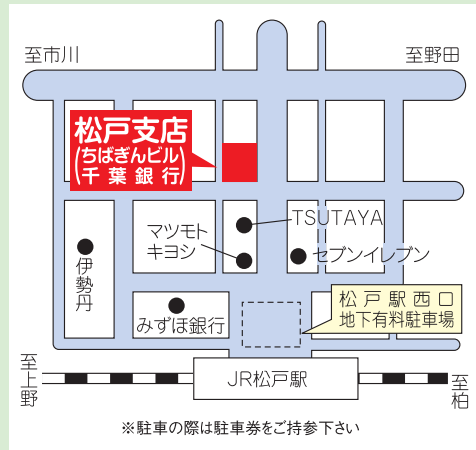 至市川
至野田
松戸支店
(ちばぎんビル)
(千葉銀行)
TSUTAYA
マツモト
キヨシ
セブンイレブン
伊勢丹
みずほ銀行
松戸駅西口
地下有料駐車場
至上野
JR松戸駅
至柏
※駐車の際は駐車券をご持参下さい